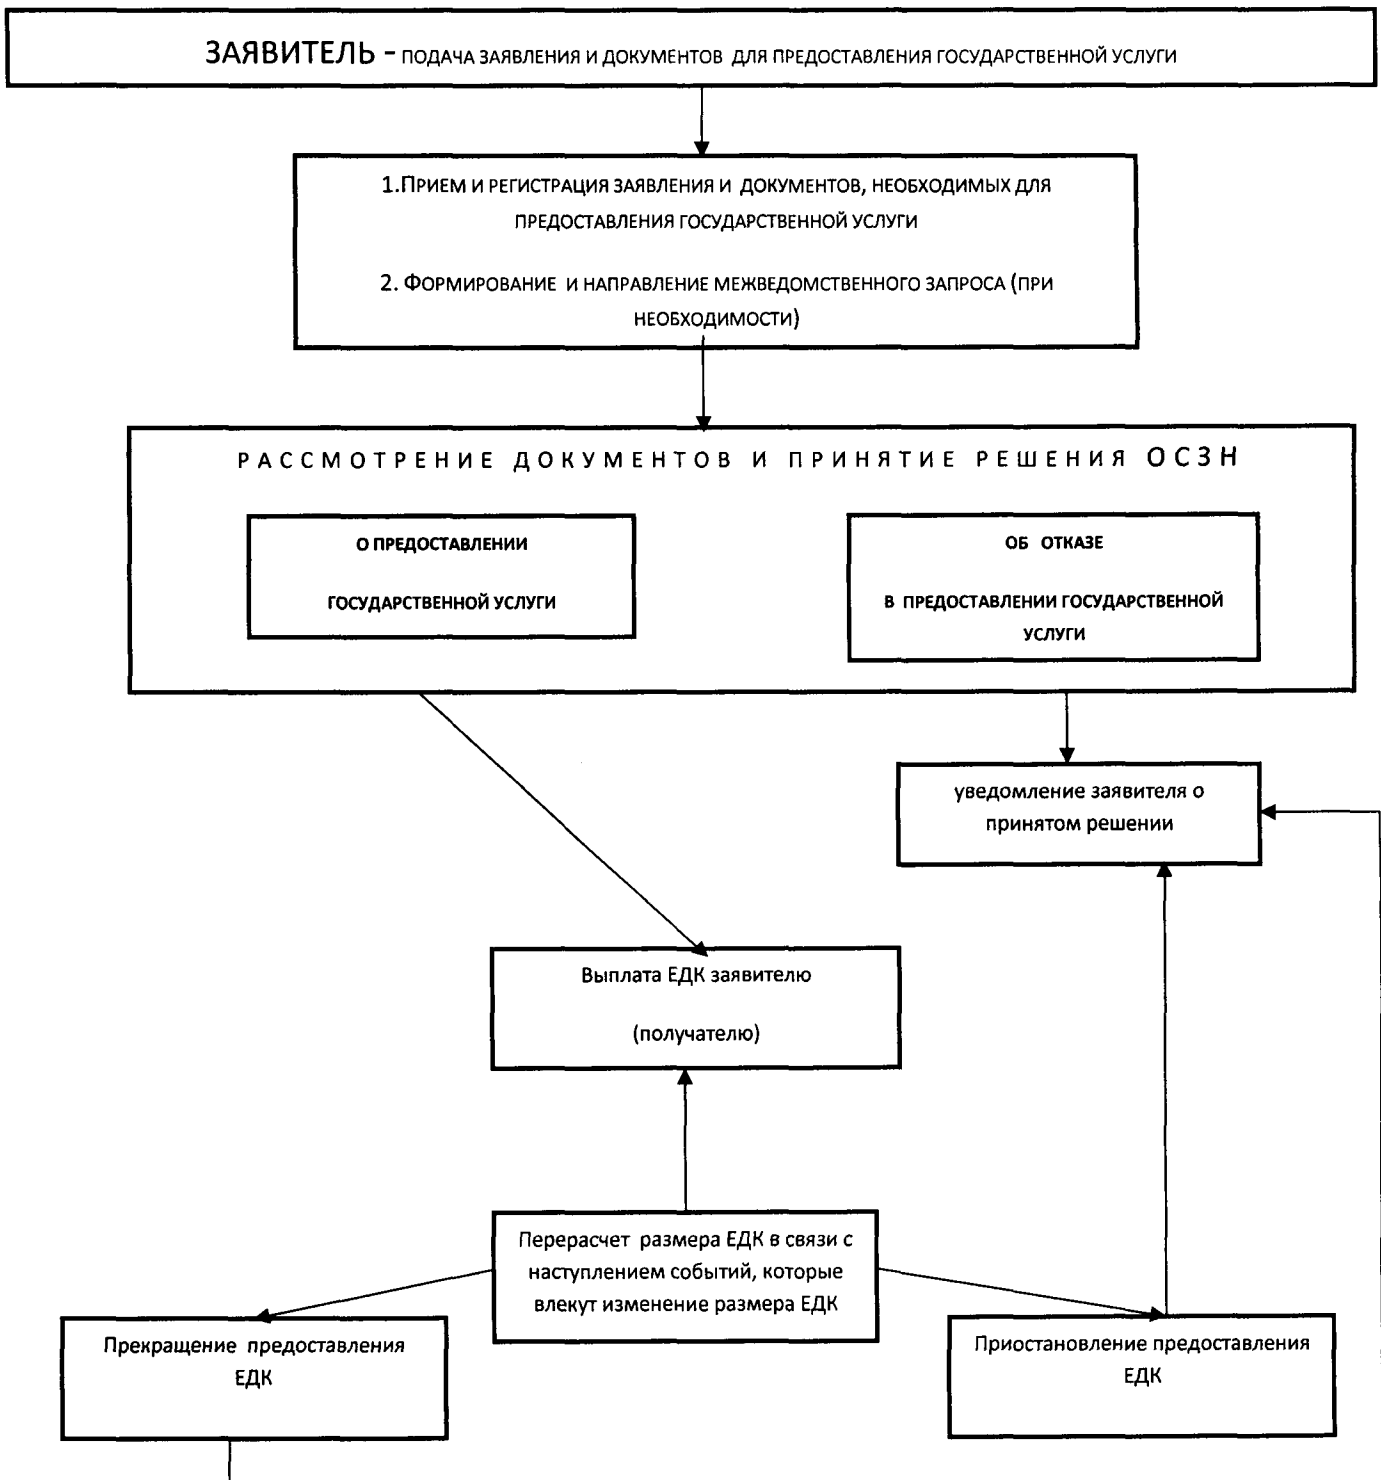 ЗАЯВИТЕЛЬ – ПОДАЧА ЗАЯВЛЕНИЯ И ДОКУМЕНТОВ ДЛЯ ПРЕДОСТАВЛЕНИЯ ГОСУДАРСТВЕННОЙ УСЛУГИ
1.ПРИЕМ И РЕГИСТРАЦИЯ ЗАЯВЛЕНИЯ И ДОКУМЕНТОВ, НЕОБХОДИМЫХ ДЛЯ
ПРЕДОСТАВЛЕНИЯ ГОСУДАРСТВЕННОЙ УСЛУГИ
2. ФОРМИРОВАНИЕ И НАПРАВЛЕНИЕ МЕЖВЕДОМСТВЕННОГО ЗАПРОСА (ПРИ
НЕОБХОДИМОСТИ)
РАССМОТРЕНИЕ ДОКУМЕНТОВ И ПРИНЯТИЕ РЕШЕНИЯ ОСЗН
О ПРЕДОСТАВЛЕНИИ
ГОСУДАРСТВЕННОЙ УСЛУГИ
ОБ ОТКАЗЕ
В ПРЕДОСТАВЛЕНИИ ГОСУДАРСТВЕННОЙ
УСЛУГИ
уведомление заявителя о
принятом решении
Выплата ЕДК заявителю
(получателю)
Перерасчет размера ЕДК в связи с
наступлением событий, которые
влекут изменение размера ЕДК
Прекращение предоставления
ЕДК
Приостановление предоставления
ЕДК